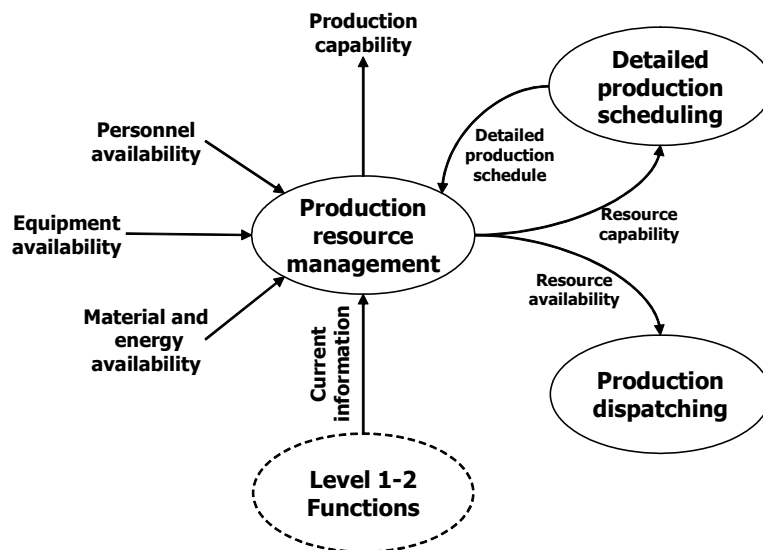 Production
capability
Detailed
production
scheduling
Personnel
availability
Detailed
production
schedule
Equipment
availability
Production
resource
management
Resource
capability
Resource
availability
Material and
energy
availability
Current
information
Production
dispatching
Level 1-2
Functions